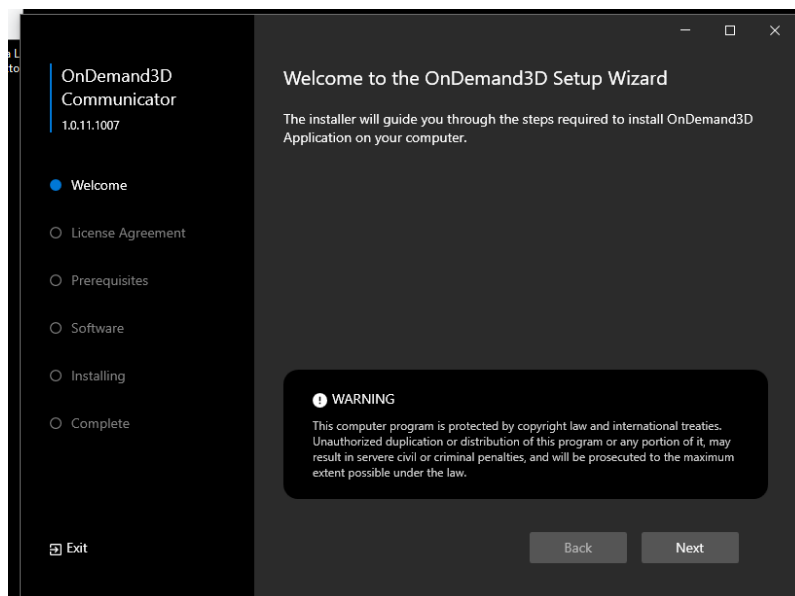 OnDemand3D
Communicator
1.0.11.1007
Welcome
License Agreement
Prerequisites
Software
Installing
Complete
Exit
Welcome to the OnDemand3D Setup Wizard
The installer will guide you through the steps required to install OnDemand3D
Application on your computer.
WARNING
This computer program is protected by copyright law and international treaties.
Unauthorized duplication or distribution of this program or any portion of it, may
result in servere civil or criminal penalties, and will be prosecuted to the maximum
extent possible under the law.
Back
Next